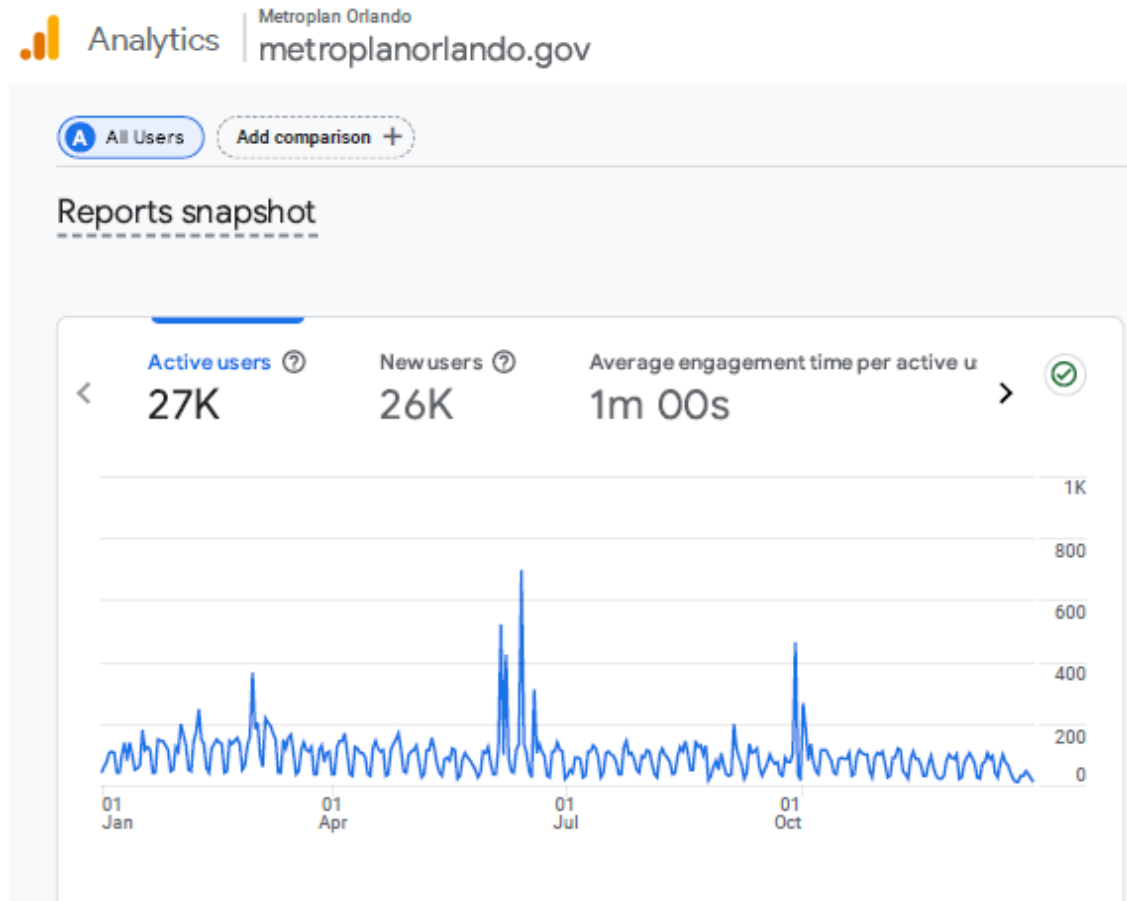 Metroplan Orlando
Analytics
metroplanorlando.gov
A All Users Add comparison +
Reports snapshot
Active users New users Average engagement time per active u
27K 26K 1m 00s
1K
800
600
400
200
0
01 01 01 01
Jan Apr Jul Oct